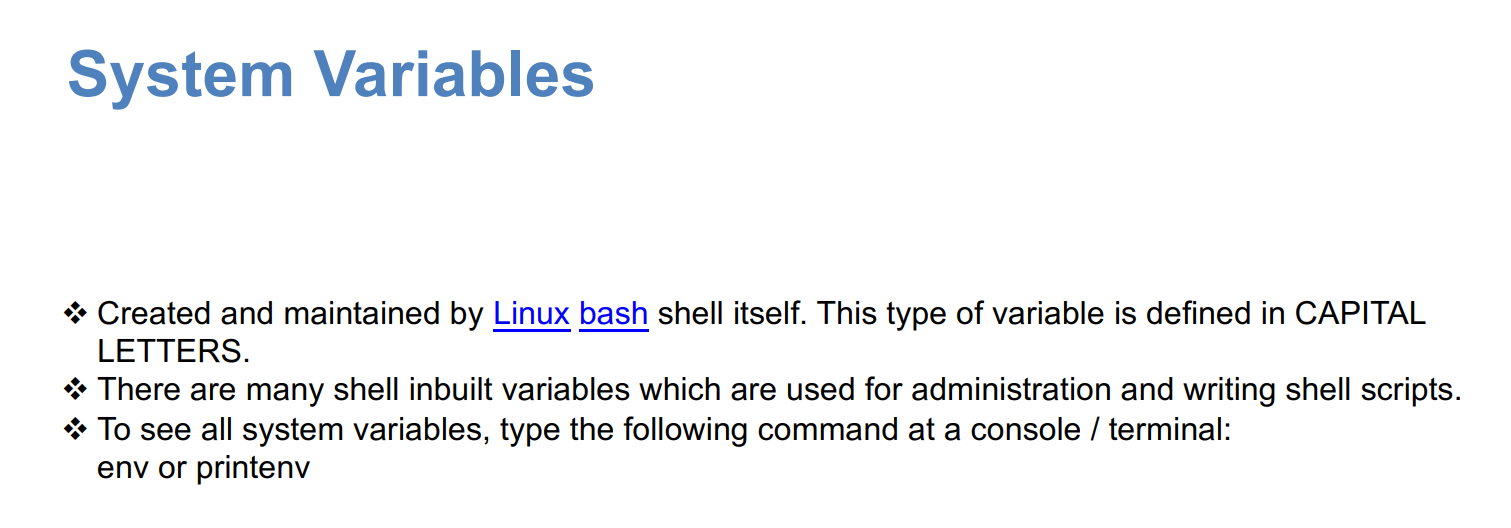 System Variables
❖ Created and maintained by Linux bash shell itself. This type of variable is defined in CAPITAL
LETTERS.
❖ There are many shell inbuilt variables which are used for administration and writing shell scripts.
❖ To see all system variables, type the following command at a console / terminal:
env or printenv